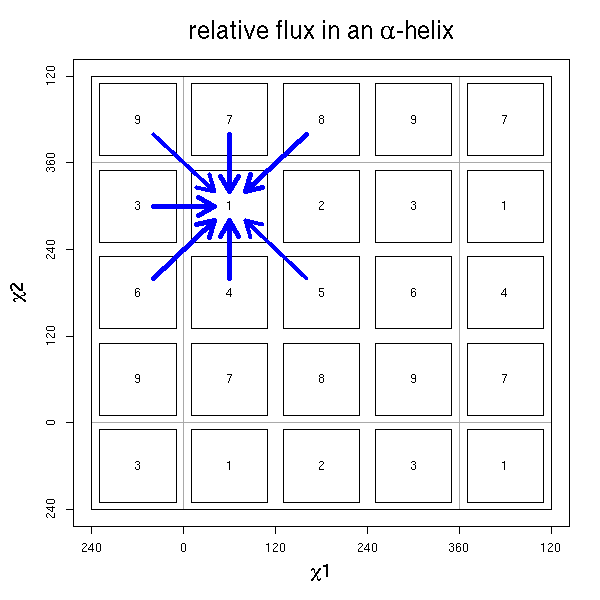 relative flux in an α-helix
120
9 7 8 9 7
360
3 1 2 3 1
240
6 4 5 6 4
χ2
120
9 7 8 9 7
0
3 1 2 3 1
240
240 0 120 240 360 120
χ1